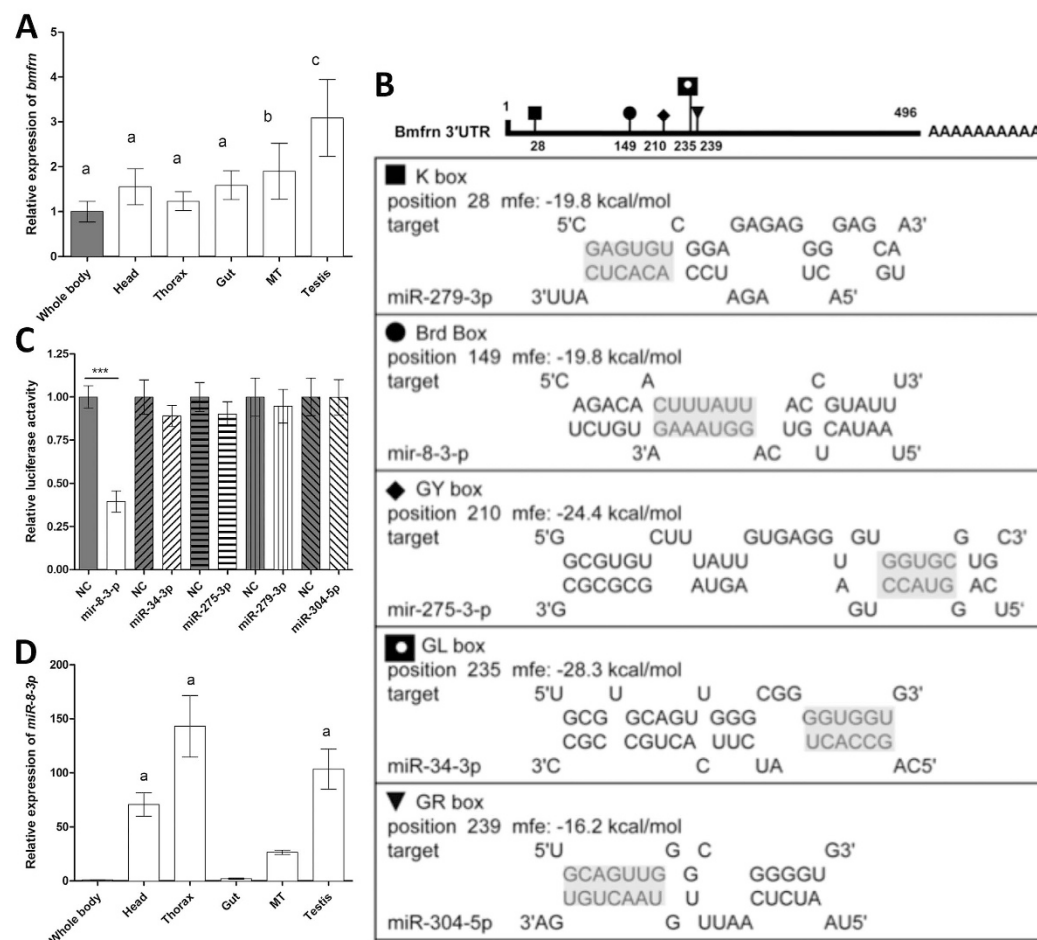 A
Relative expression of bmfrn
5
4
3
2
1
0
a
a
a
a
b
c
Whole body
Head
Thorax
Gut
MT
Testis
B
1
496
Bmfrn 3'UTR
AAAAAAAAAA
28 149 210 235 239
K box
position 28 mfe: -19.8 kcal/mol
target 5'C C GAGAG GAG A3'
GAGUGU GGA GG CA
CUCACA CCU UC GU
miR-279-3p 3'UUA AGA A5'
Brd Box
position 149 mfe: -19.8 kcal/mol
target 5'C A C U3'
AGACA CUUUAUU AC GUAUU
UCUGU GAAAUGG UG CAUAA
mir-8-3-p 3'A AC U U5'
GY box
position 210 mfe: -24.4 kcal/mol
target 5'G CUU GUGAGG GU G C3'
GCGUGU UAUU U GGUGC UG
CGCGCG AUGA A CCAUG AC
mir-275-3-p 3'G GU G U5'
GL box
position 235 mfe: -28.3 kcal/mol
target 5'U U U CGG G3'
GCG GCAGU GGG GGUGGU
CGC CGUCA UUC UCACCG
miR-34-3p 3'C C UA AC5'
GR box
position 239 mfe: -16.2 kcal/mol
target 5'U G C G3'
GCAGUUG G GGGGU
UGUCAAU U CUCUA
miR-304-5p 3'AG G UUAA AU5'
C
Relative luciferase actavity
1.25
1.00
0.75
0.50
0.25
0.00
***
NC
mir-8-3-p
NC
miR-34-3p
NC
miR-275-3p
NC
miR-279-3p
NC
miR-304-5p
D
Relative expression of miR-8-3p
200
150
100
50
0
a
a
a
Whole body
Head
Thorax
Gut
MT
Testis